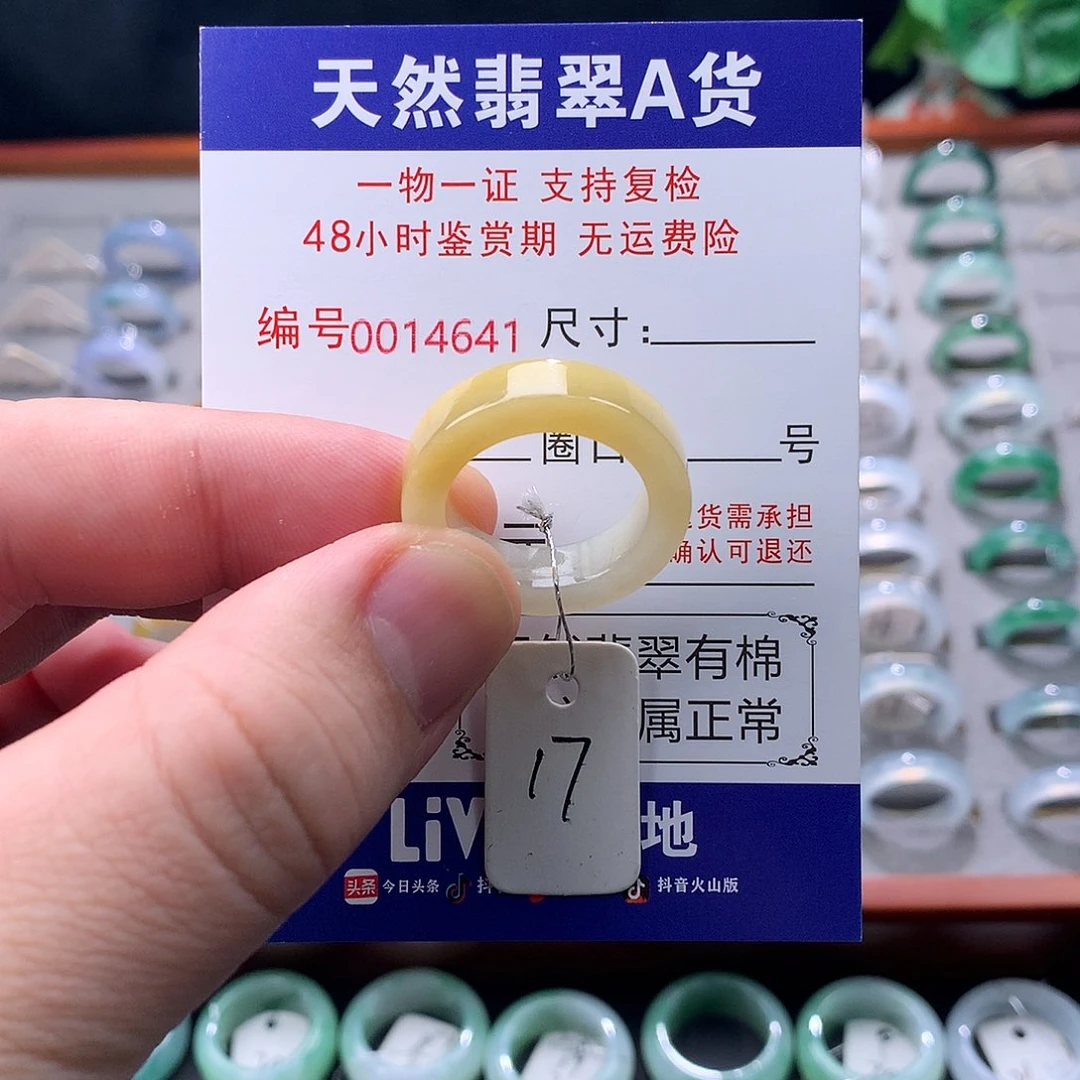 天然翡翠A货
一物一证 支持复检
48小时鉴赏期 无运费险
编号0014641 尺寸:
圈口 号
货需承担
确认可退还
翠有棉
属正常
17
LiV 地
头条 今日头条 抖 抖音火山版